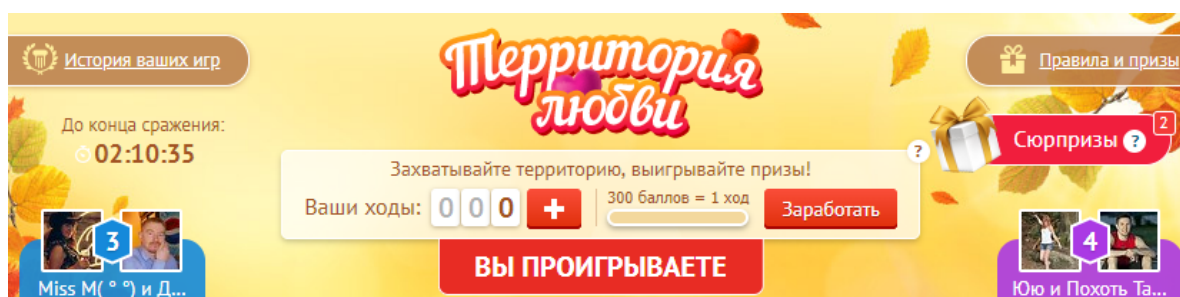 История ваших игр
Территория
любви
Правила и призы
До конца сражения:
02:10:35
Сюрпризы ?
2
?
Захватывайте территорию, выигрывайте призы!
Ваши ходы: 0 0 0 +
300 баллов = 1 ход
Заработать
3
4
ВЫ ПРОИГРЫВАЕТЕ
Miss M( ° °) и Д...
Юю и Похоть Та...